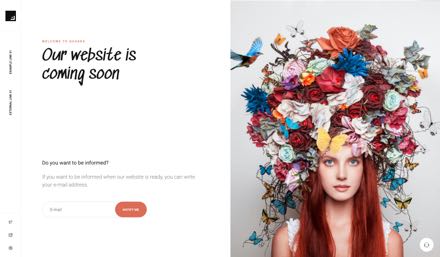 WELCOME TO SQUARE
Our website is
coming soon
Do you want to be informed?
If you want to be informed when our website is ready, you can write
your e-mail address.
E-mail
NOTIFY ME
EXAMPLE LINK 01
EXTERNAL LINK 01